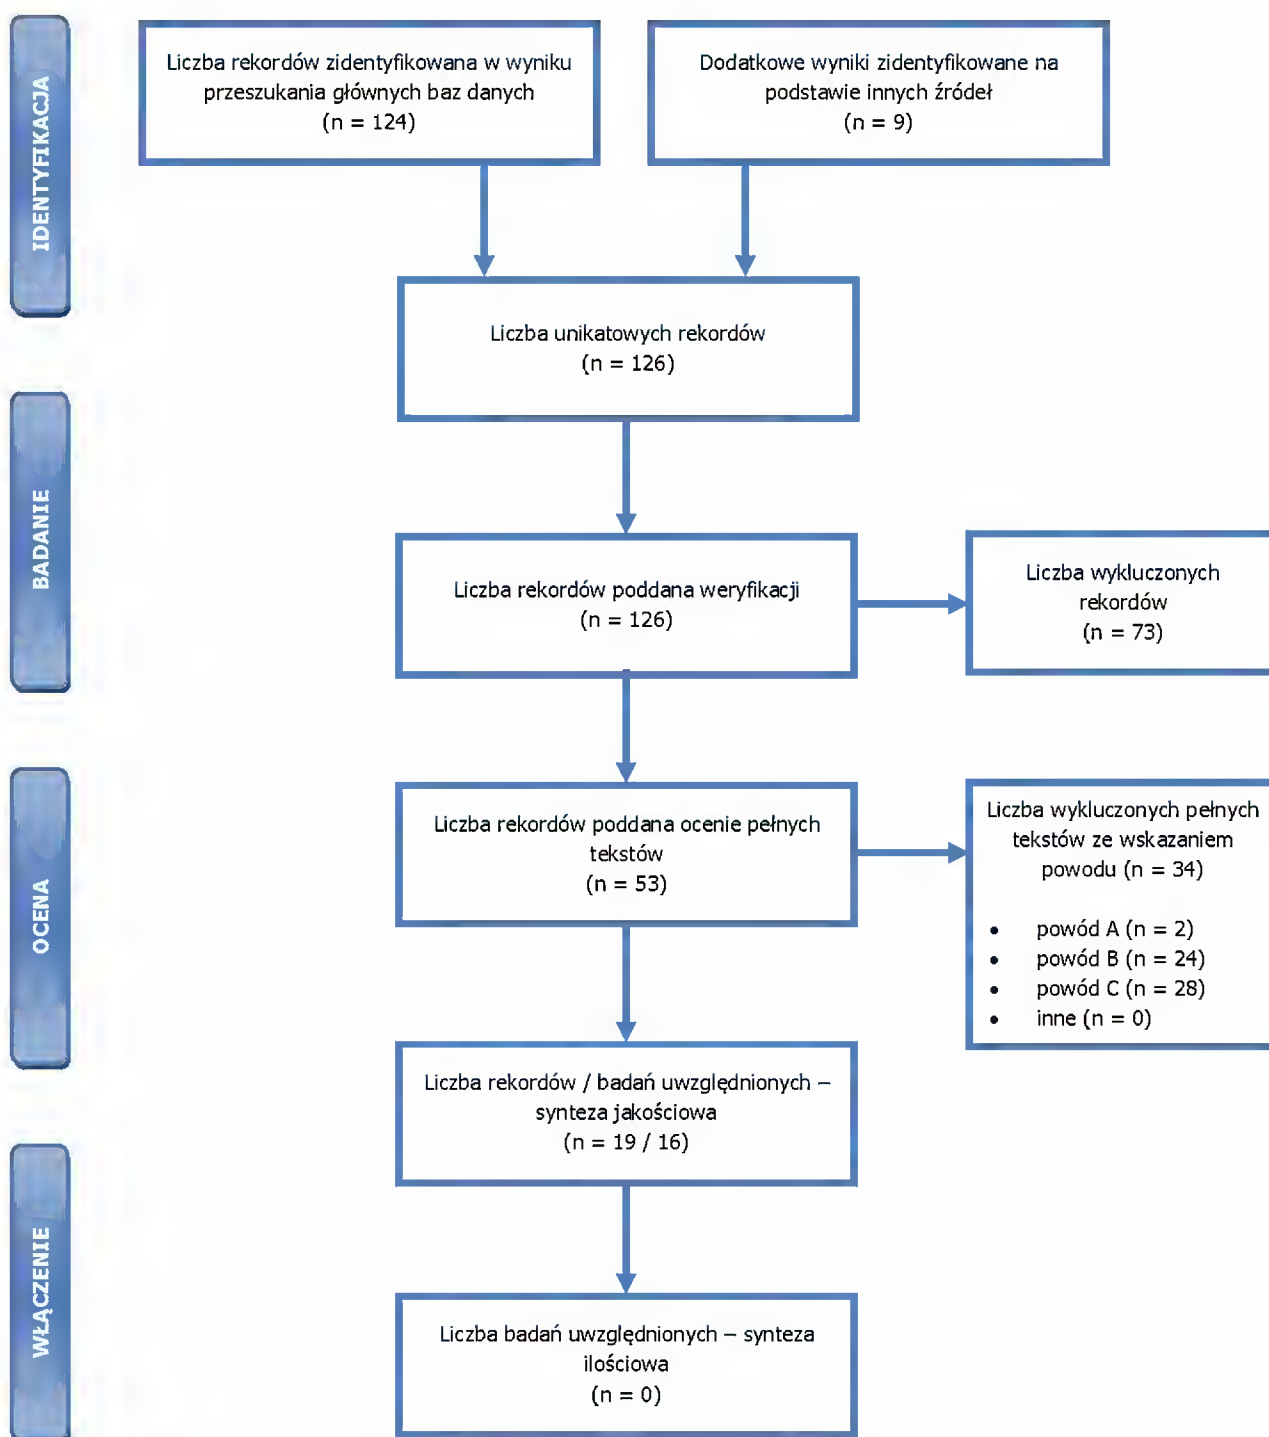 IDENTYFIKACJA
Liczba rekordów zidentyfikowana w wyniku
przeszukania głównych baz danych
(n = 124)
Dodatkowe wyniki zidentyfikowane na
podstawie innych źródeł
(n = 9)
Liczba unikatowych rekordów
(n = 126)
BADANIE
Liczba rekordów poddana weryfikacji
(n = 126)
Liczba wykluczonych
rekordów
(n = 73)
OCENA
Liczba rekordów poddana ocenie pełnych
tekstów
(n = 53)
Liczba wykluczonych pełnych
tekstów ze wskazaniem
powodu (n = 34)
• powód A (n = 2)
• powód B (n = 24)
• powód C (n = 28)
• inne (n = 0)
Liczba rekordów / badań uwzględnionych –
synteza jakościowa
(n = 19 / 16)
WŁĄCZENIE
Liczba badań uwzględnionych – synteza
ilościowa
(n = 0)